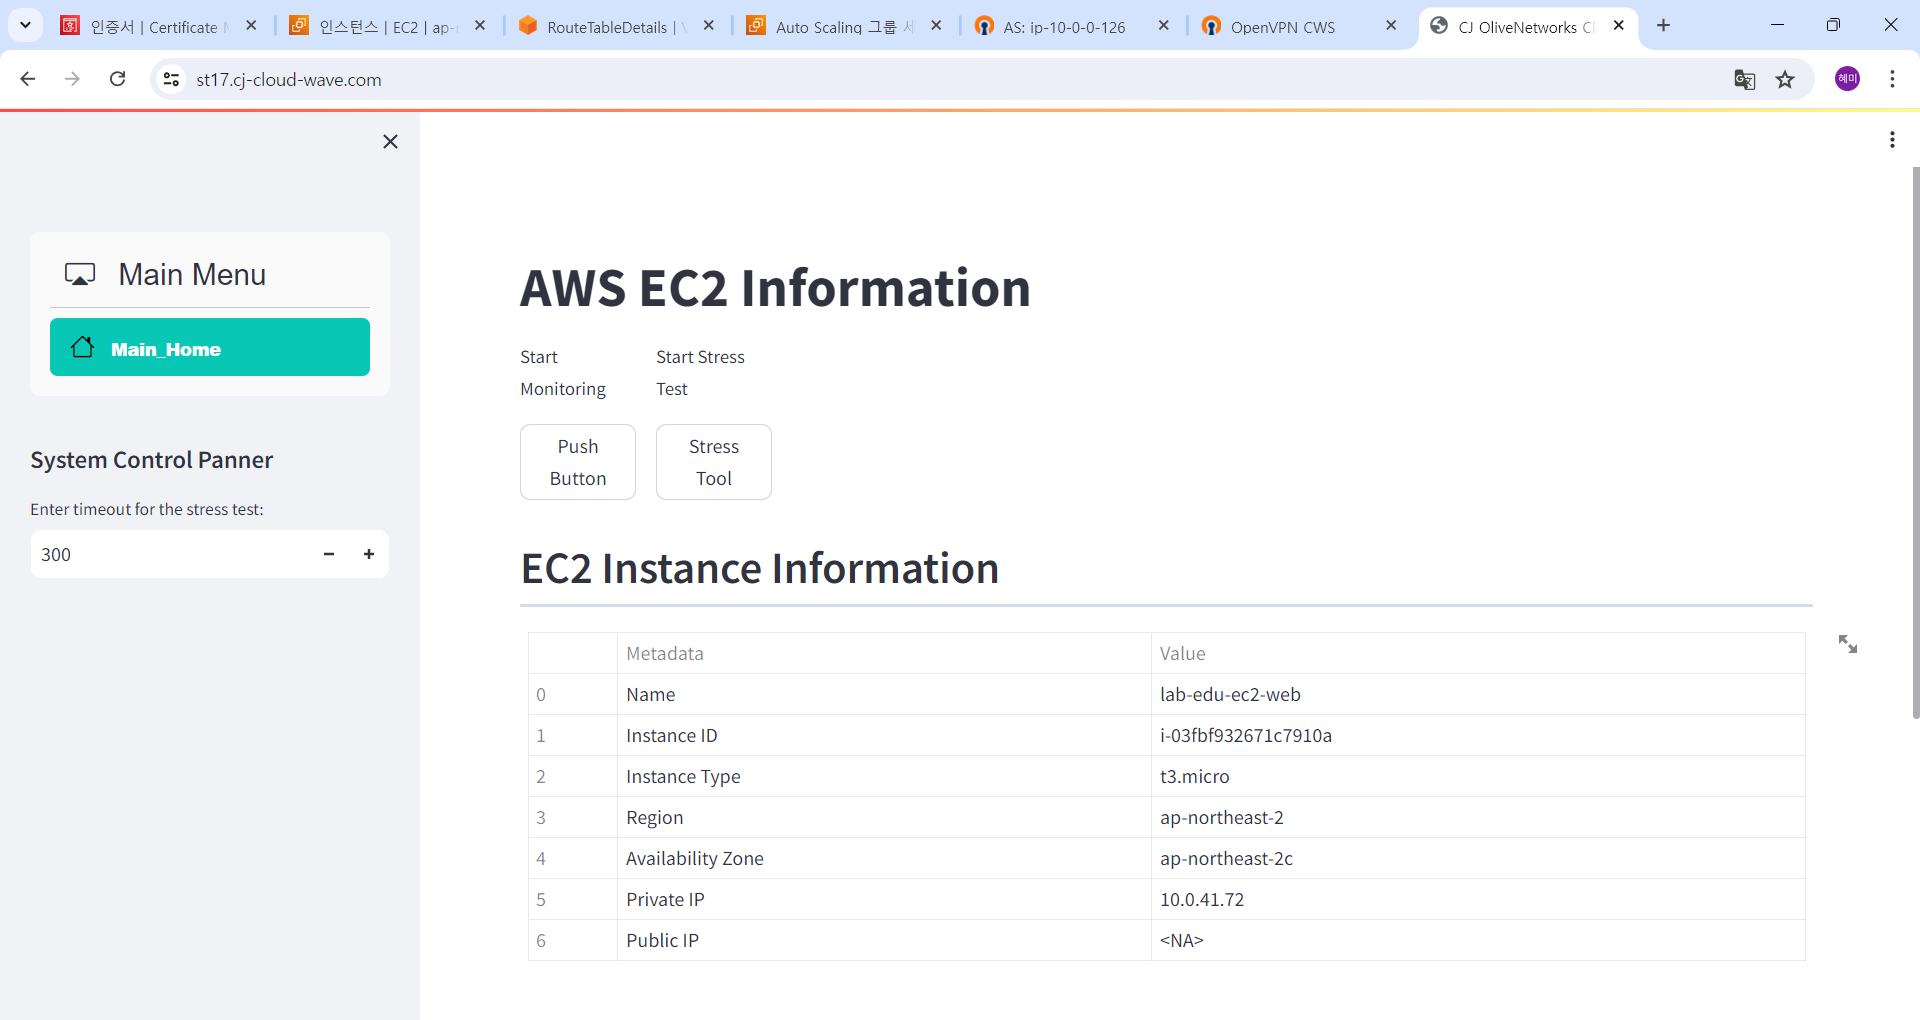 인증서 | Certificate
인스턴스 | EC2 | ap-
RouteTableDetails |
Auto Scaling 그룹
AS: ip-10-0-0-126
OpenVPN CWS
CJ OliveNetworks
st17.cj-cloud-wave.com
혜미
Main Menu
Main_Home
System Control Panner
Enter timeout for the stress test:
300
AWS EC2 Information
Start Monitoring
Start Stress Test
Push Button
Stress Tool
EC2 Instance Information
Metadata Value
0 Name lab-edu-ec2-web
1 Instance ID i-03fbf932671c7910a
2 Instance Type t3.micro
3 Region ap-northeast-2
4 Availability Zone ap-northeast-2c
5 Private IP 10.0.41.72
6 Public IP <NA>